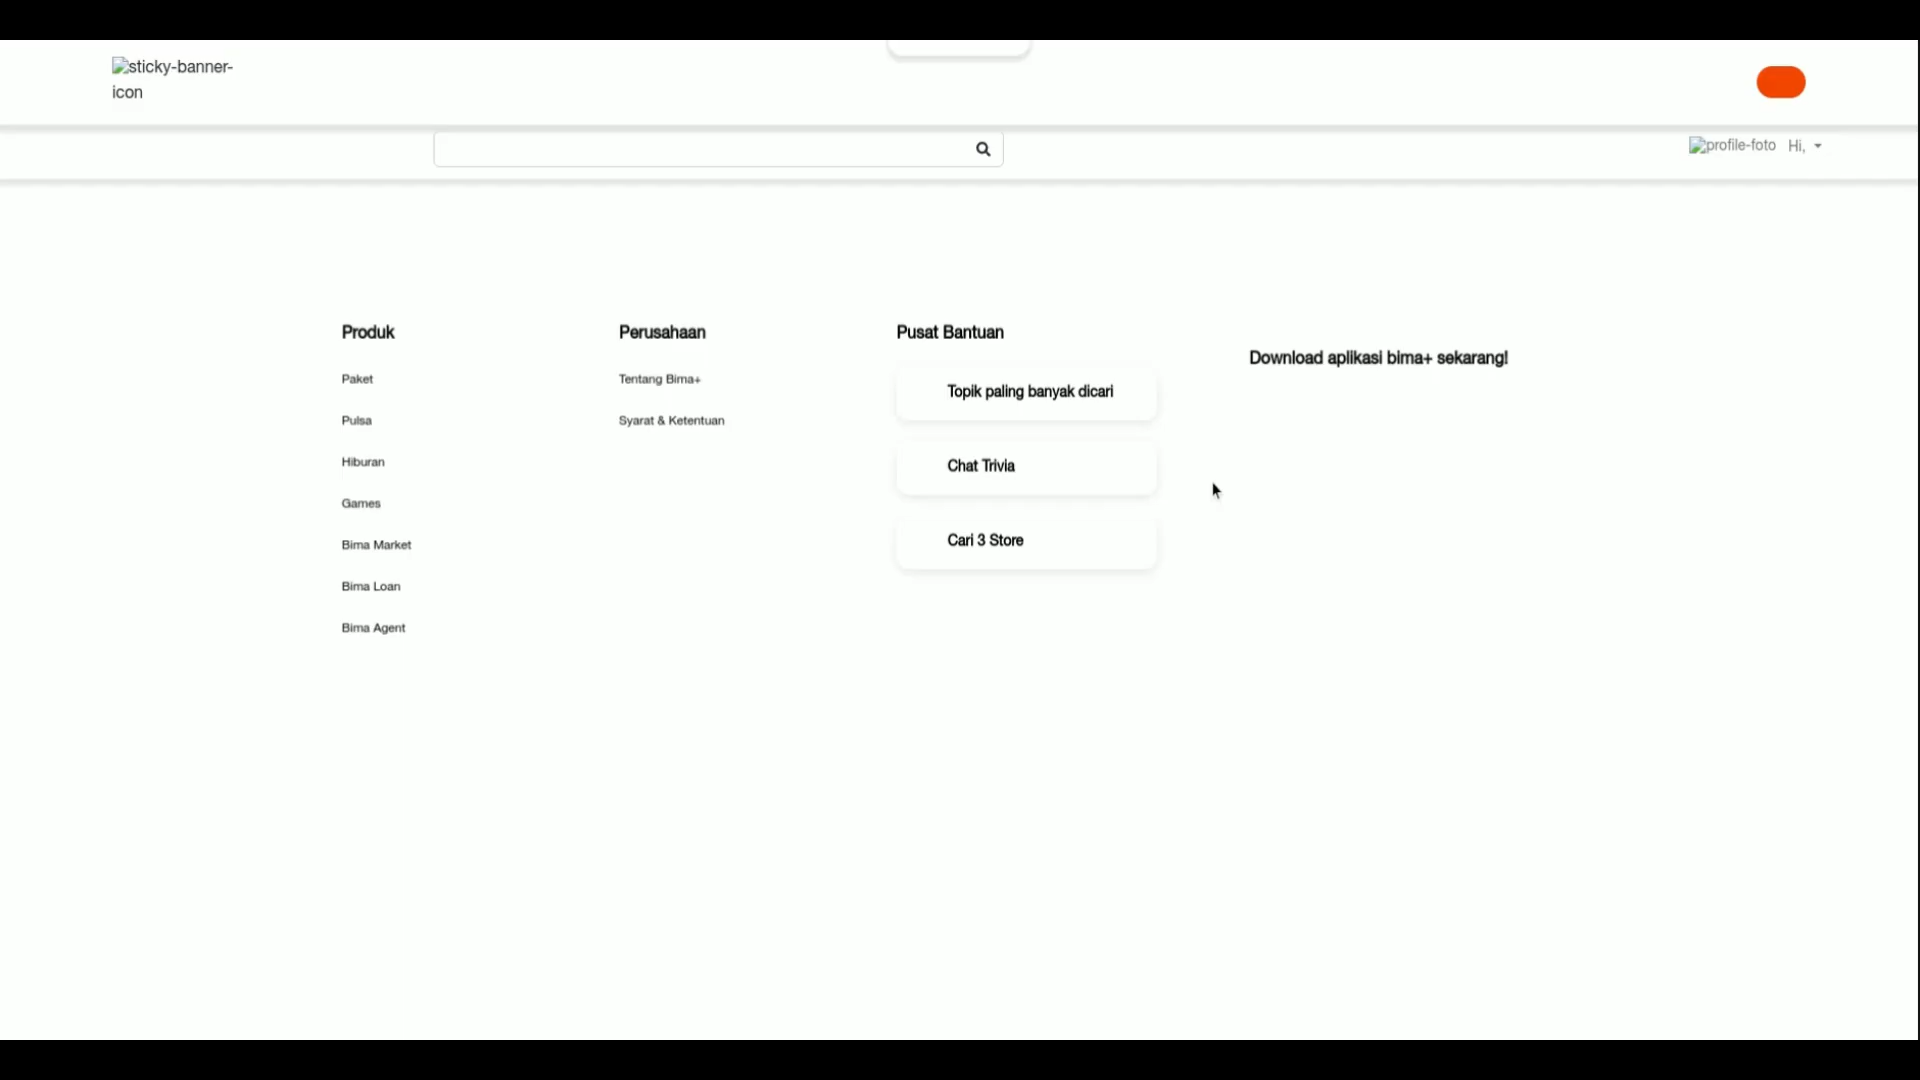 sticky-banner-
icon
profile-foto Hi,
Produk
Paket
Pulsa
Hiburan
Games
Bima Market
Bima Loan
Bima Agent
Perusahaan
Tentang Bima+
Syarat & Ketentuan
Pusat Bantuan
Topik paling banyak dicari
Chat Trivia
Cari 3 Store
Download aplikasi bima+ sekarang!